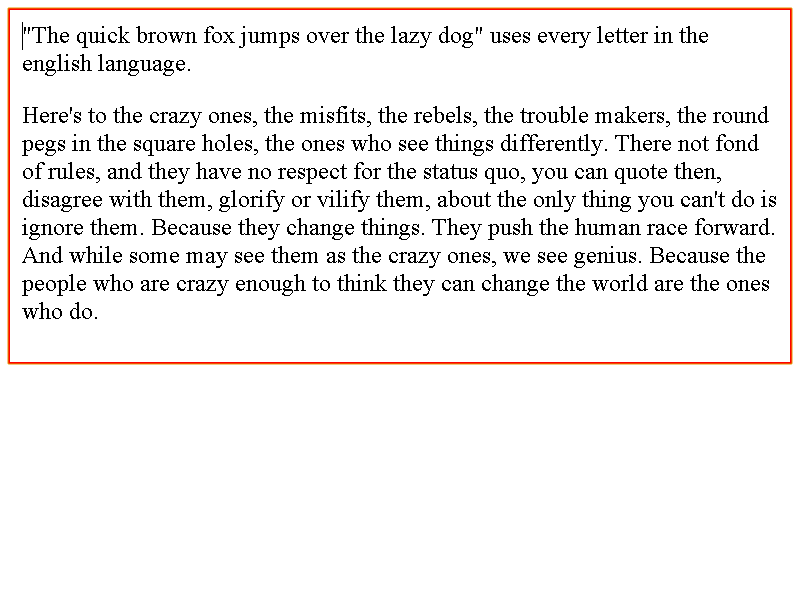 "The quick brown fox jumps over the lazy dog" uses every letter in the
english language.
Here's to the crazy ones, the misfits, the rebels, the trouble makers, the round
pegs in the square holes, the ones who see things differently. There not fond
of rules, and they have no respect for the status quo, you can quote then,
disagree with them, glorify or vilify them, about the only thing you can't do is
ignore them. Because they change things. They push the human race forward.
And while some may see them as the crazy ones, we see genius. Because the
people who are crazy enough to think they can change the world are the ones
who do.